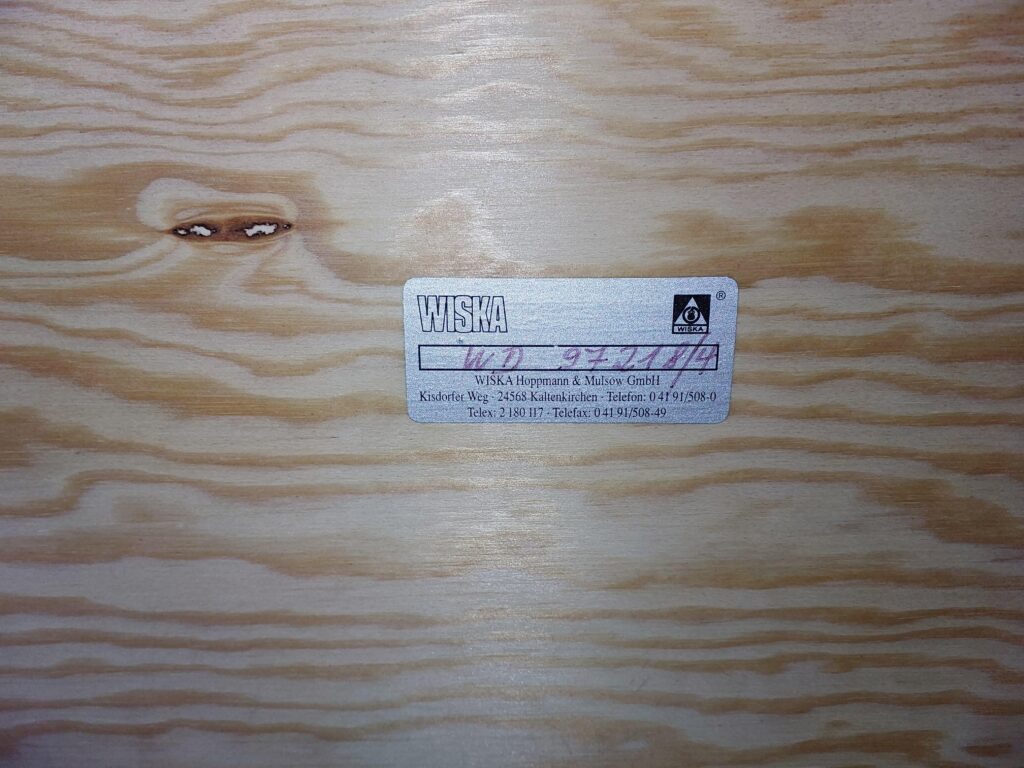 WISKA ®
WISKA
WD 97218/4
WISKA Hoppmann & Mulsow GmbH
Kisdorfer Weg · 24568 Kaltenkirchen · Telefon: 0 41 91/508-0
Telex: 2 180 117 · Telefax: 0 41 91/508-49